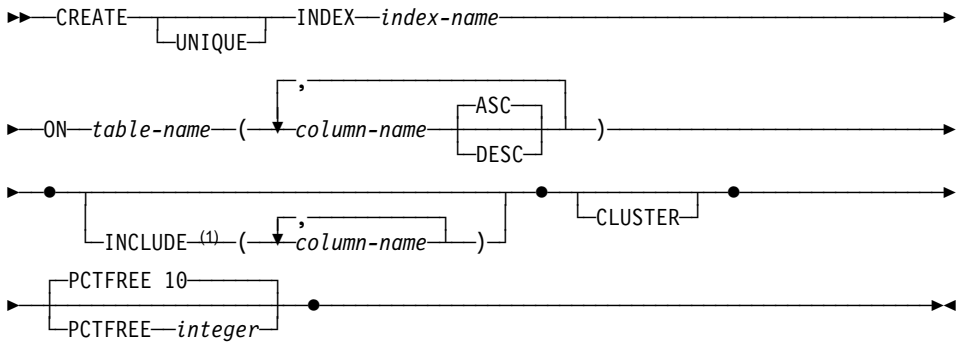 CREATE UNIQUE INDEX index-name
ON table-name ( , column-name ASC DESC )
INCLUDE (1) ( , column-name ) CLUSTER
PCTFREE 10
PCTFREE integer